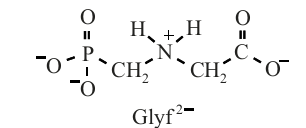 O H H O
P N + C
⁻O CH₂ CH₂ O⁻
⁻O
Glyf²⁻